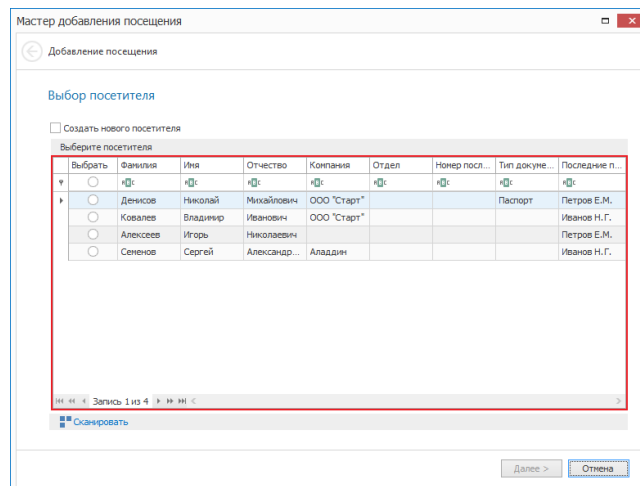 Мастер добавления посещения
Добавление посещения
Выбор посетителя
Создать нового посетителя
Выберите посетителя
Выбрать Фамилия Имя Отчество Компания Отдел Номер посл... Тип докуме... Последние п...
Денисов Николай Михайлович ООО "Старт" Паспорт Петров Е.М.
Ковалев Владимир Иванович ООО "Старт" Иванов Н.Г.
Алексеев Игорь Николаевич Петров Е.М.
Семенов Сергей Александр... Аладдин Иванов Н.Г.
Запись 1 из 4
Сканировать
Далее > Отмена